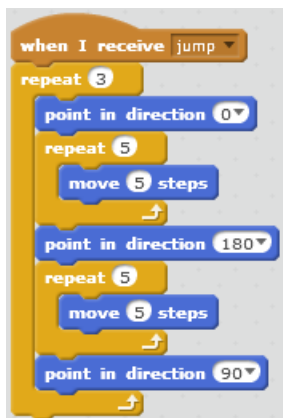 when I receive jump
repeat 3
point in direction 0
repeat 5
move 5 steps
point in direction 180
repeat 5
move 5 steps
point in direction 90